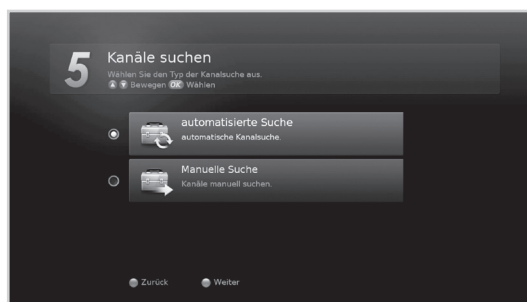 5
Kanäle suchen
Wählen Sie den Typ der Kanalsuche aus.
Bewegen OK Wählen
automatisierte Suche
automatische Kanalsuche.
Manuelle Suche
Kanäle manuell suchen.
Zurück Weiter